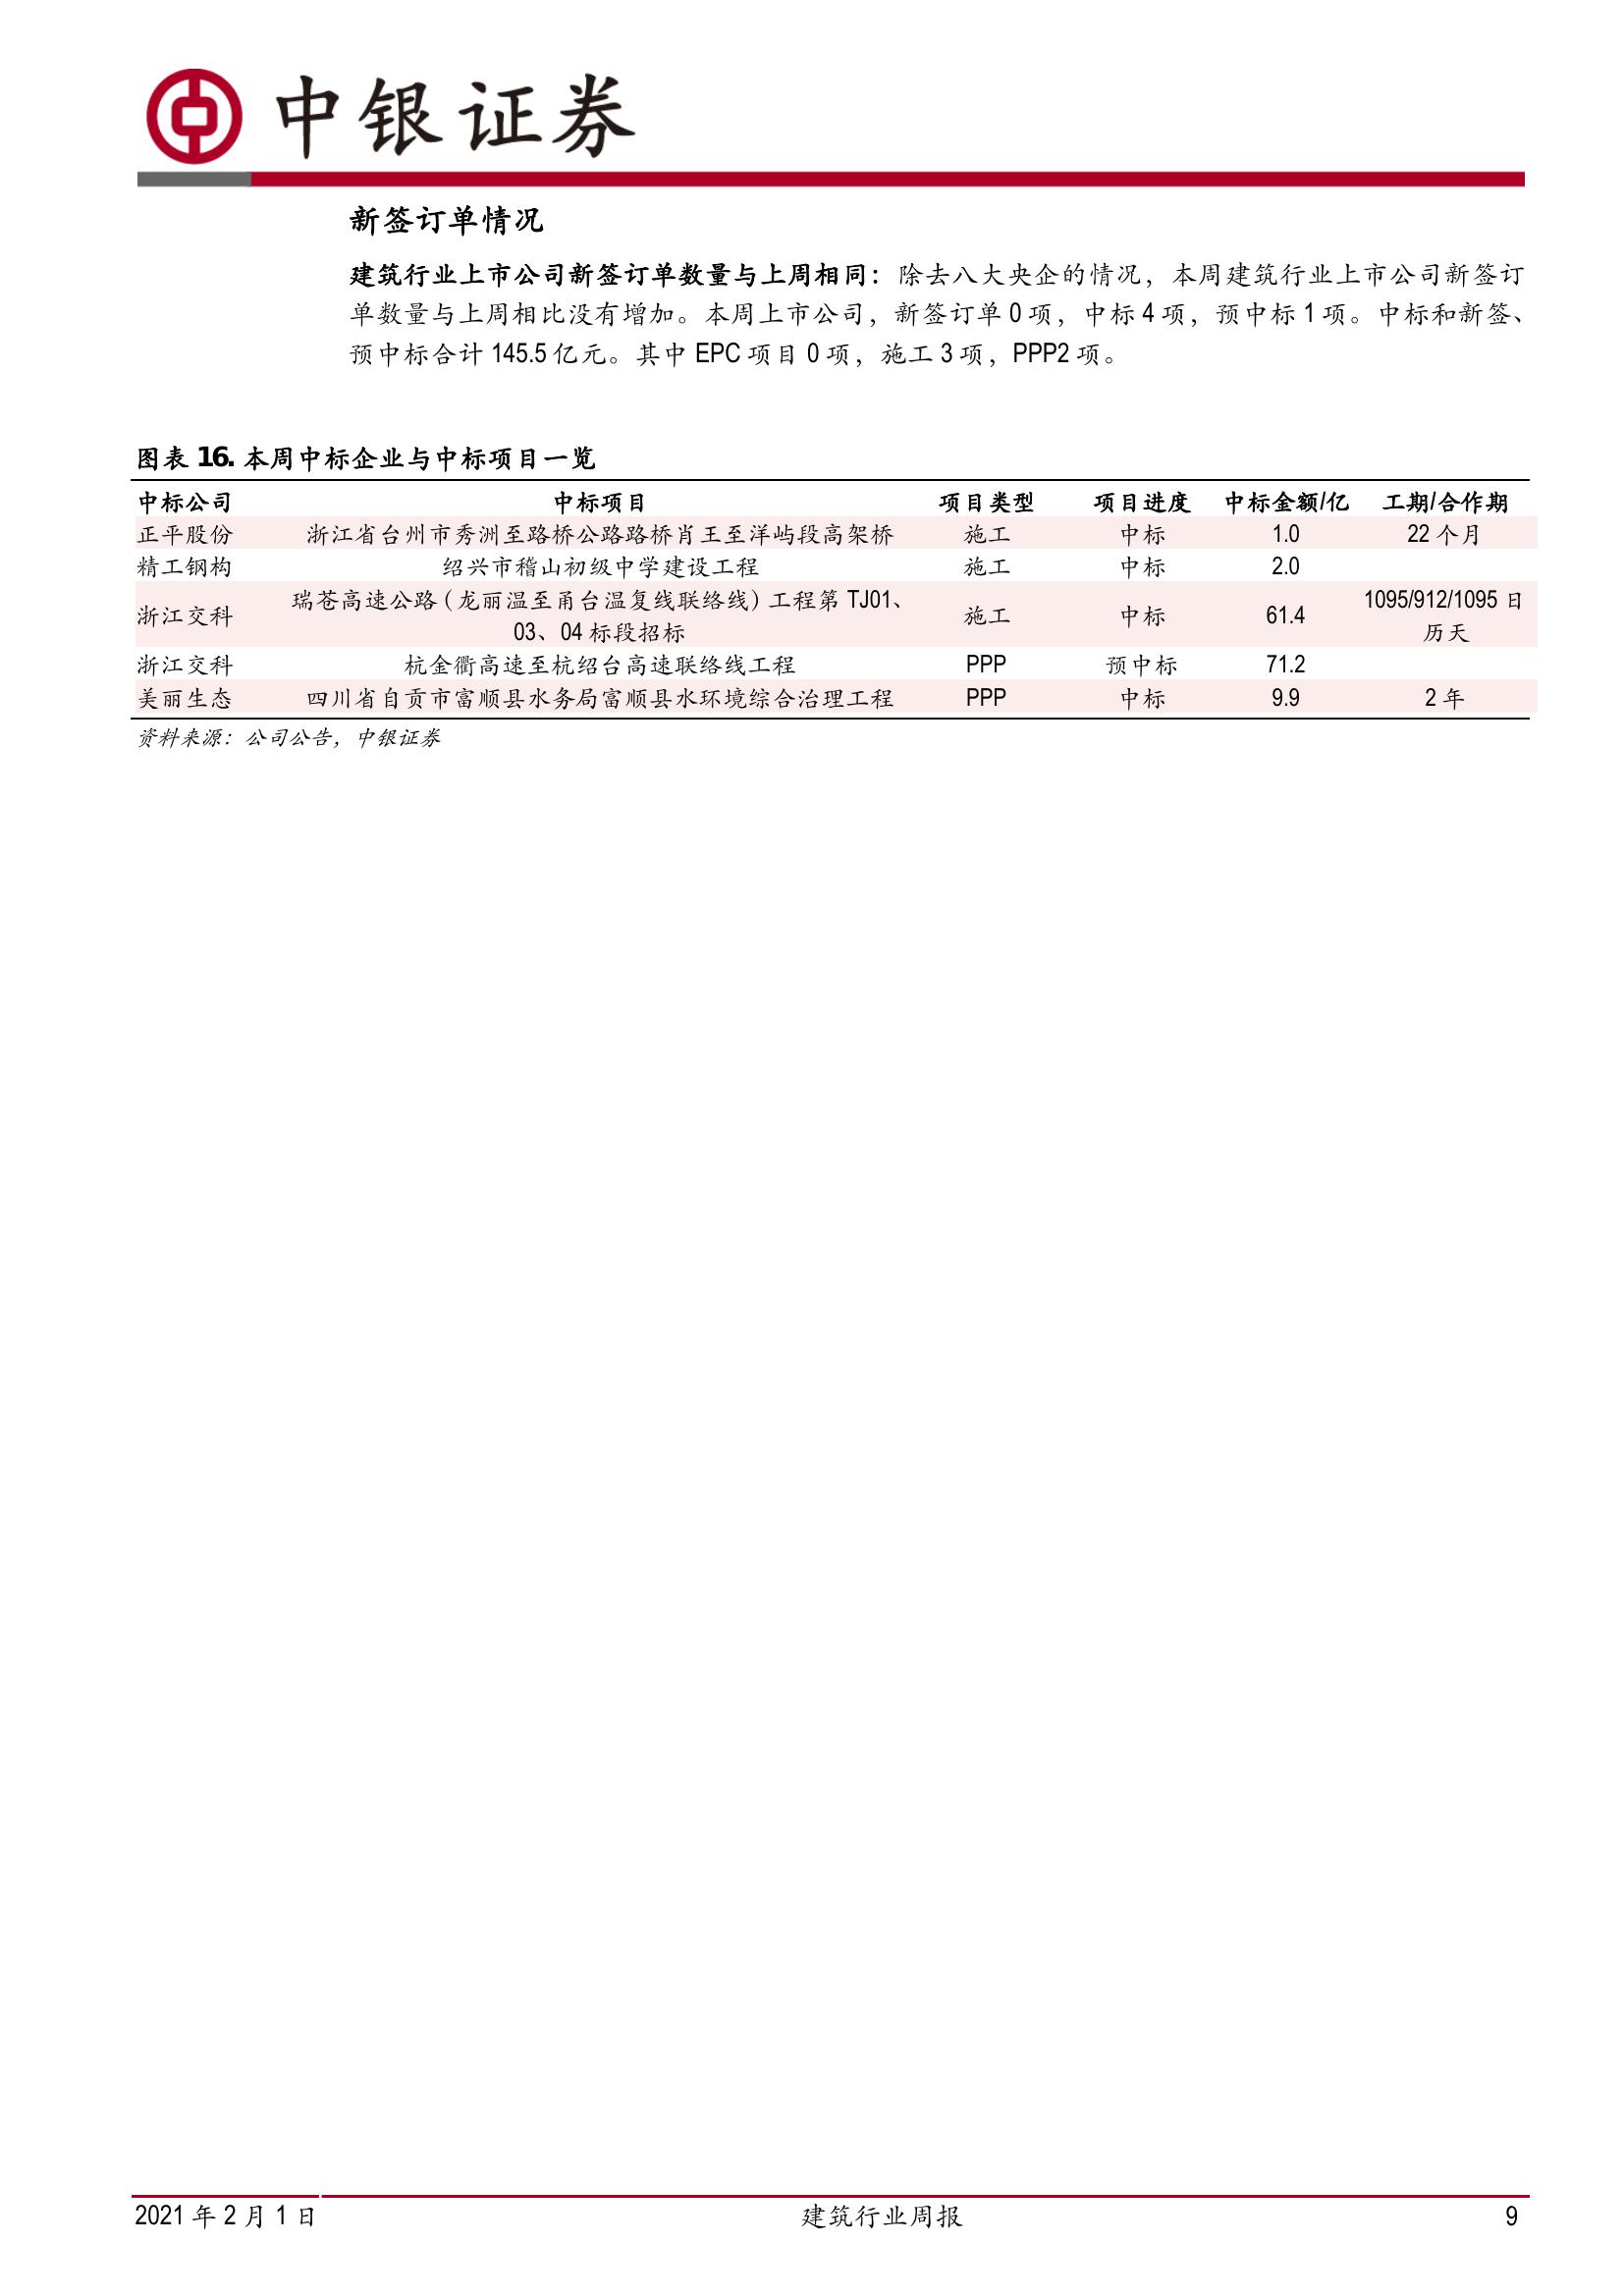 中银证券
新签订单情况
建筑行业上市公司新签订单数量与上周相同：除去八大央企的情况，本周建筑行业上市公司新签订
单数量与上周相比没有增加。本周上市公司，新签订单 0 项，中标 4 项，预中标 1 项。中标和新签、
预中标合计 145.5 亿元。其中 EPC 项目 0 项，施工 3 项，PPP2 项。
图表 16. 本周中标企业与中标项目一览
中标公司 中标项目 项目类型 项目进度 中标金额/亿 工期/合作期
正平股份 浙江省台州市秀洲至路桥公路路桥肖王至洋屿段高架桥 施工 中标 1.0 22 个月
精工钢构 绍兴市稽山初级中学建设工程 施工 中标 2.0
浙江交科 瑞苍高速公路（龙丽温至甬台温复线联络线）工程第 TJ01、
03、04 标段招标 施工 中标 61.4 1095/912/1095 日
历天
浙江交科 杭金衢高速至杭绍台高速联络线工程 PPP 预中标 71.2
美丽生态 四川省自贡市富顺县水务局富顺县水环境综合治理工程 PPP 中标 9.9 2 年
资料来源：公司公告，中银证券
2021 年 2 月 1 日 建筑行业周报 9